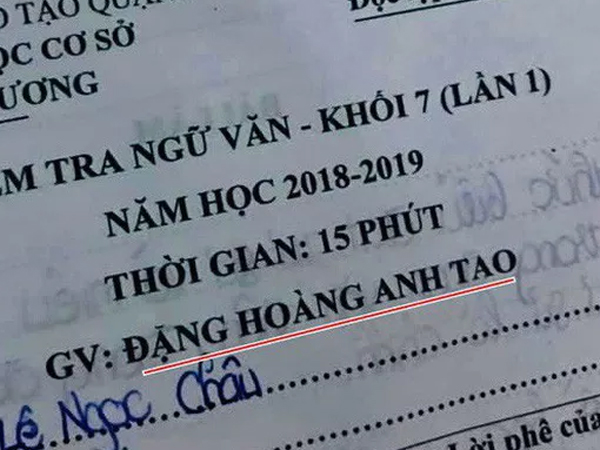 TẠO
ỌC CƠ SỞ
ƯƠNG
TRA NGỮ VĂN - KHỐI 7 (LẦN 1)
NĂM HỌC 2018-2019
THỜI GIAN: 15 PHÚT
GV: ĐẶNG HOÀNG ANH TAO
Lê Ngọc Châu
Lời phê của